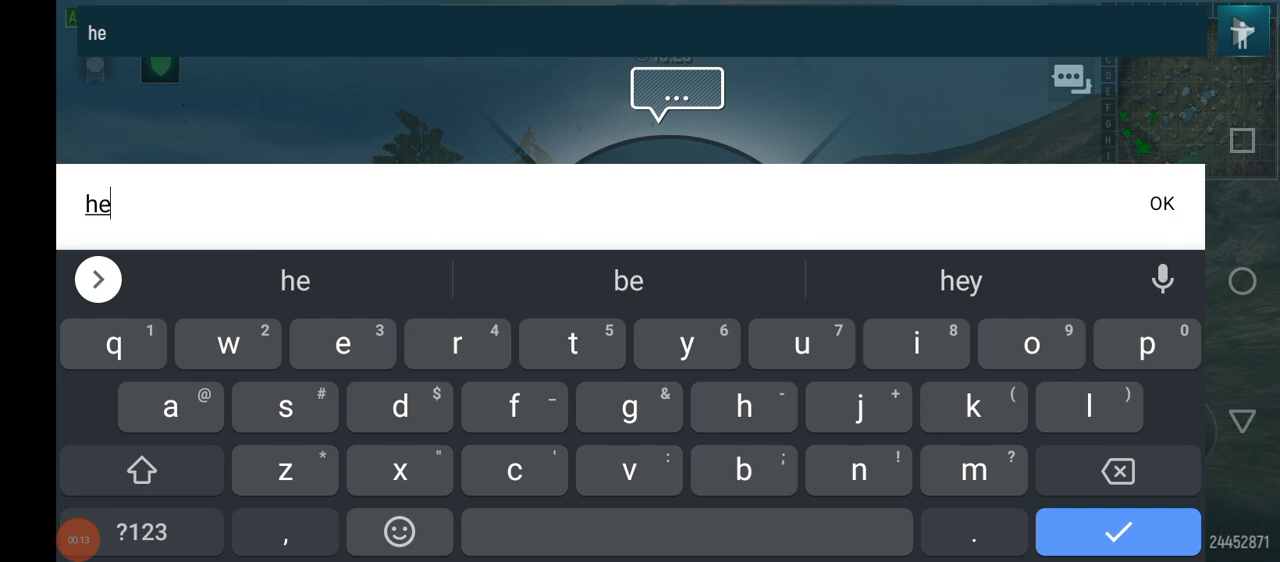 he
...
he
OK
he be hey
q 1 w 2 e 3 r 4 t 5 y 6 u 7 i 8 o 9 p 0
a @ s # d $ f _ g & h - j + k ( l )
z * x " c ' v : b ; n ! m ?
?123 , .
00:13
24452871